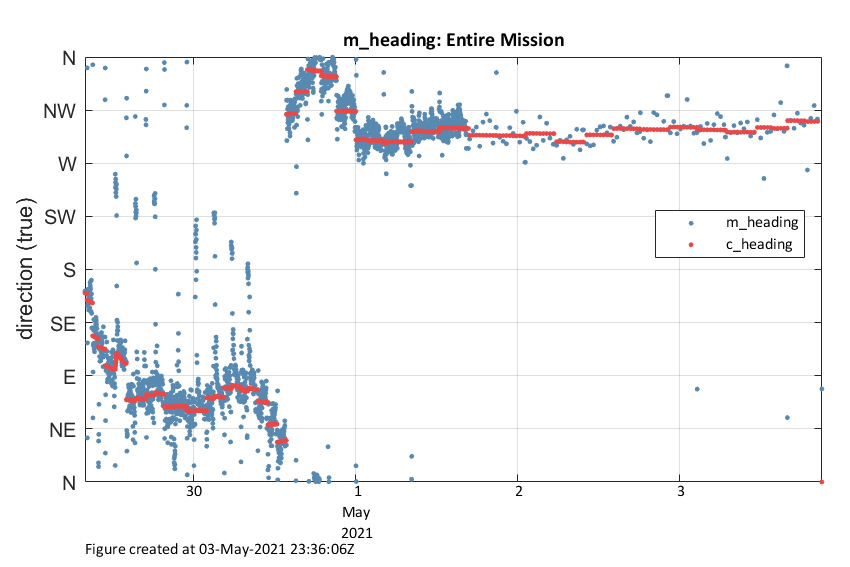 m_heading: Entire Mission
N
NW
W
SW
S
SE
E
NE
N
direction (true)
m_heading
c_heading
30 1 2 3
May
2021
Figure created at 03-May-2021 23:36:06Z